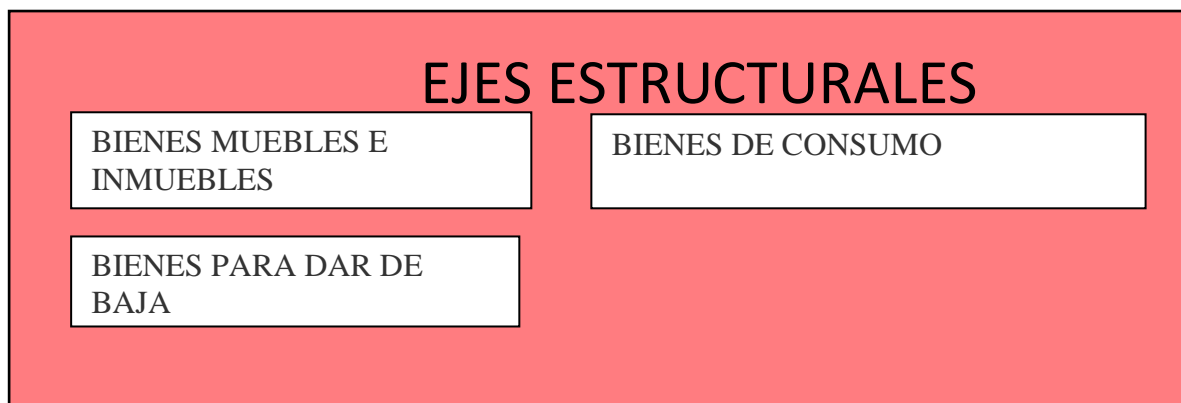 EJES ESTRUCTURALES
BIENES MUEBLES E
INMUEBLES
BIENES DE CONSUMO
BIENES PARA DAR DE
BAJA